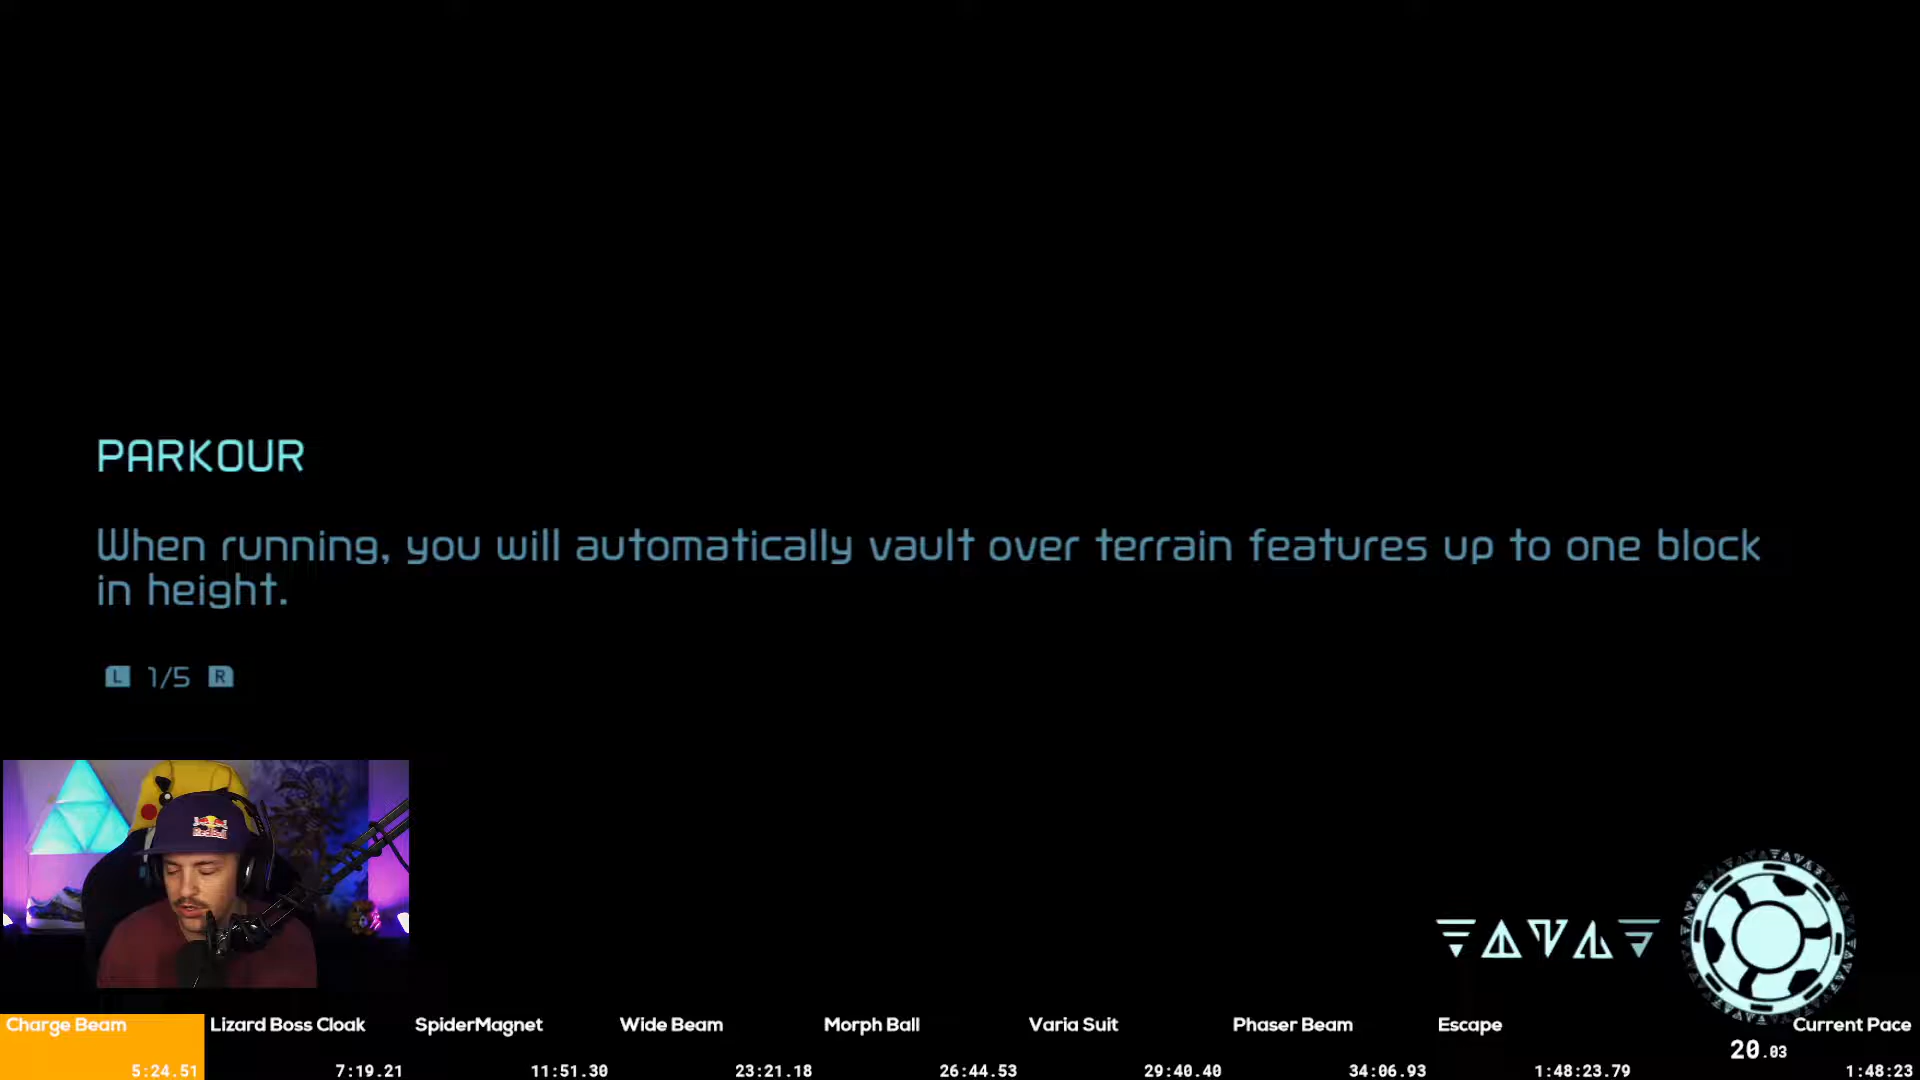 PARKOUR
When running, you will automatically vault over terrain features up to one block
in height.
L 1/5 R
Red Bull
Charge Beam
5:24.51
Lizard Boss Cloak
7:19.21
SpiderMagnet
11:51.30
Wide Beam
23:21.18
Morph Ball
26:44.53
Varia Suit
29:40.40
Phaser Beam
34:06.93
Escape
1:48:23.79
20.03
Current Pace
1:48:23